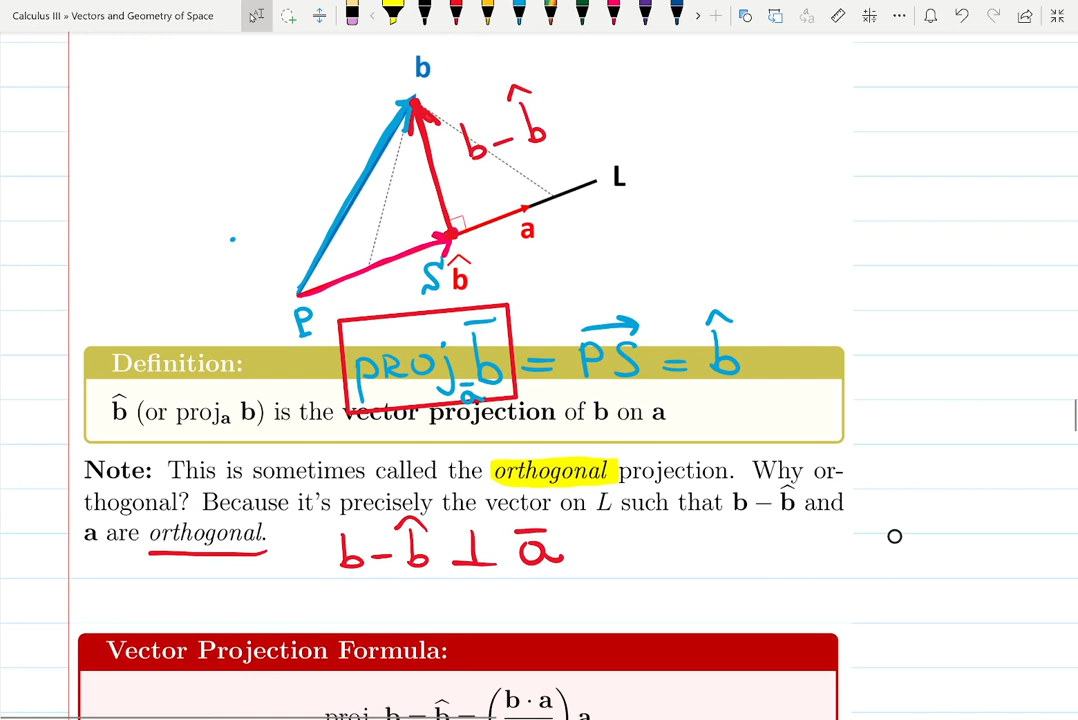 Calculus III » Vectors and Geometry of Space
b
b - b̂
L
a
S b̂
P
PROJ_a̅ b̅ = P͞S⃗ = b̂
Definition:
b̂ (or proj_a b) is the vector projection of b on a
Note: This is sometimes called the orthogonal projection. Why or-
thogonal? Because it's precisely the vector on L such that b − b̂ and
a are orthogonal.
b - b̂ ⊥ a̅
Vector Projection Formula:
proj b = b̂ = (b · a) a